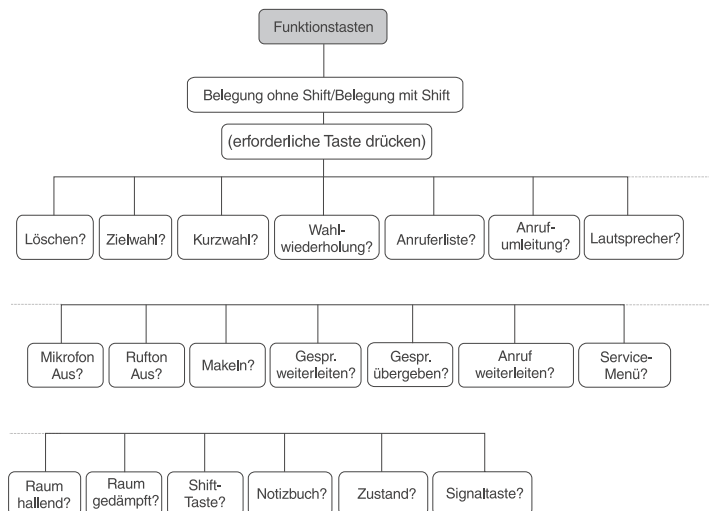 Funktionstasten
Belegung ohne Shift/Belegung mit Shift
(erforderliche Taste drücken)
Löschen?
Zielwahl?
Kurzwahl?
Wahl-
wiederholung?
Anruferliste?
Anruf-
umleitung?
Lautsprecher?
Mikrofon
Aus?
Rufton
Aus?
Makeln?
Gespr.
weiterleiten?
Gespr.
übergeben?
Anruf
weiterleiten?
Service-
Menü?
Raum
hallend?
Raum
gedämpft?
Shift-
Taste?
Notizbuch?
Zustand?
Signaltaste?